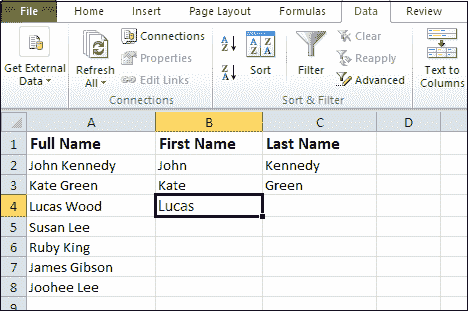 File Home Insert Page Layout Formulas Data Review
Get External Data
Refresh All
Connections
Properties
Edit Links
Connections
A
Z
Z
A
Sort
Filter
Clear
Reapply
Advanced
Sort & Filter
Text to Columns
A B C D
1 Full Name First Name Last Name
2 John Kennedy John Kennedy
3 Kate Green Kate Green
4 Lucas Wood Lucas
5 Susan Lee
6 Ruby King
7 James Gibson
8 Joohee Lee
9